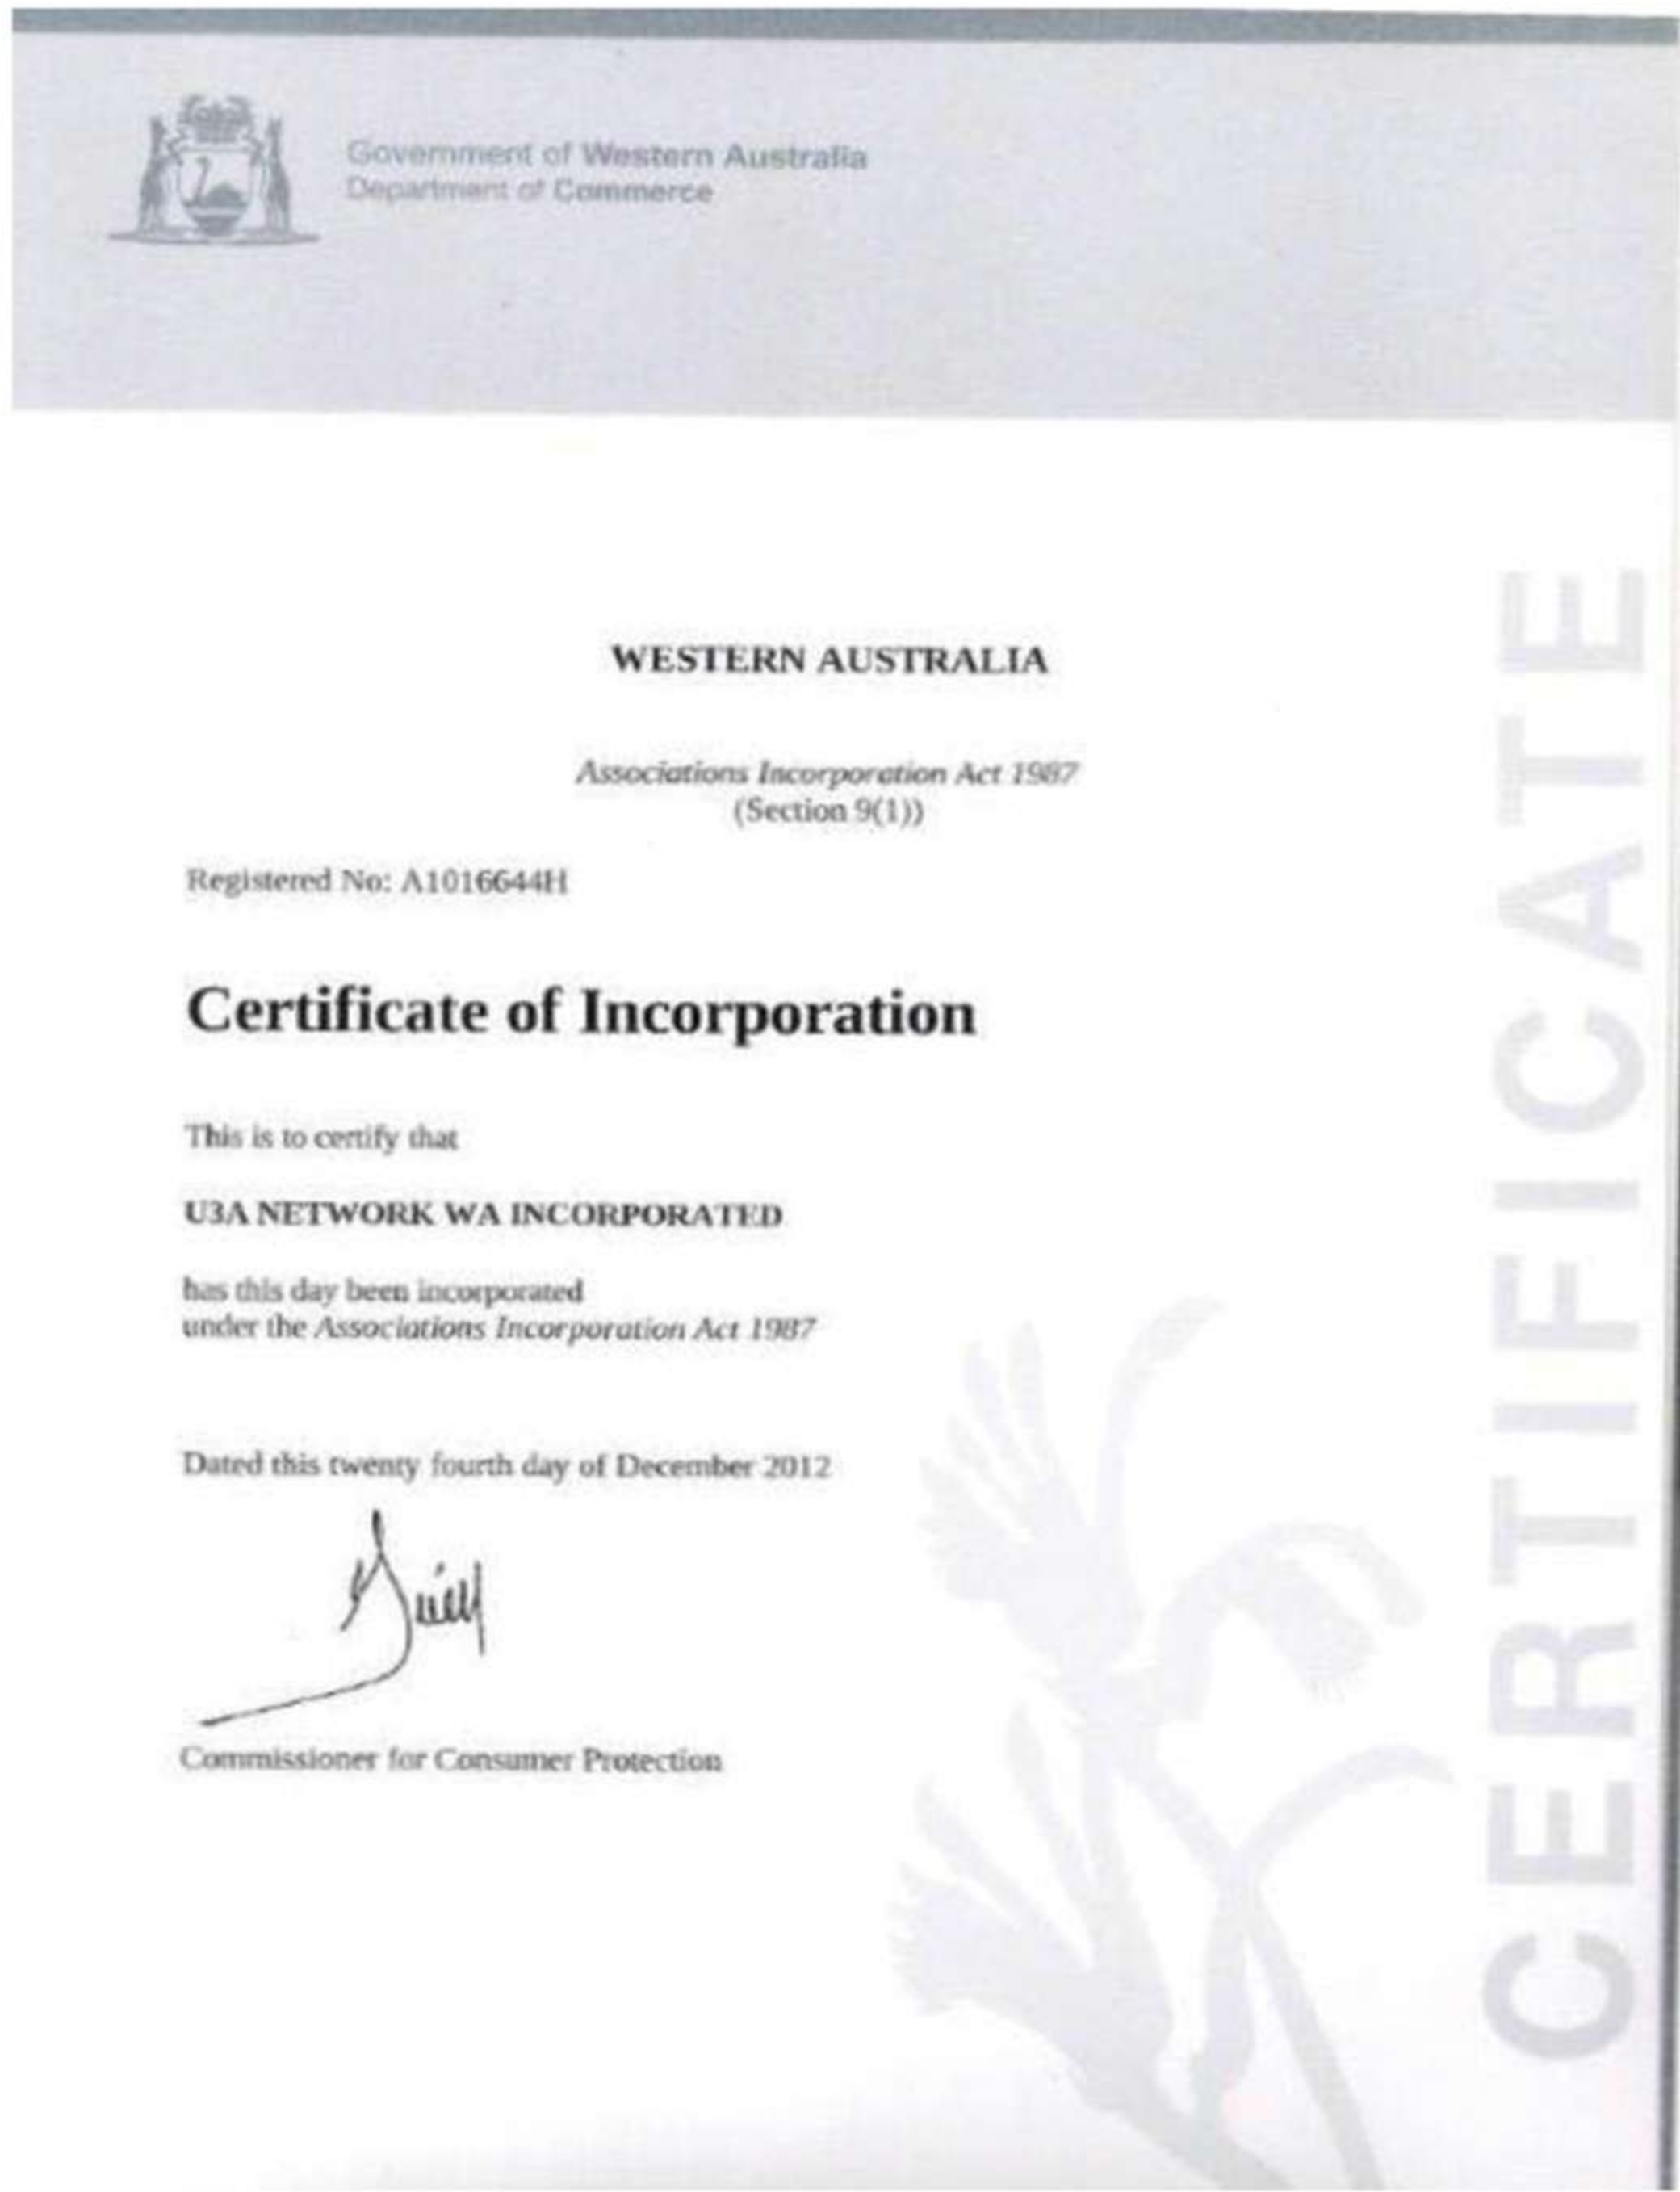 Government of Western Australia
Department of Commerce
WESTERN AUSTRALIA
Associations Incorporation Act 1987
(Section 9(1))
Registered No: A1016644H
Certificate of Incorporation
This is to certify that
U3A NETWORK WA INCORPORATED
has this day been incorporated
under the Associations Incorporation Act 1987
Dated this twenty fourth day of December 2012
Commissioner for Consumer Protection
CERTIFICATE